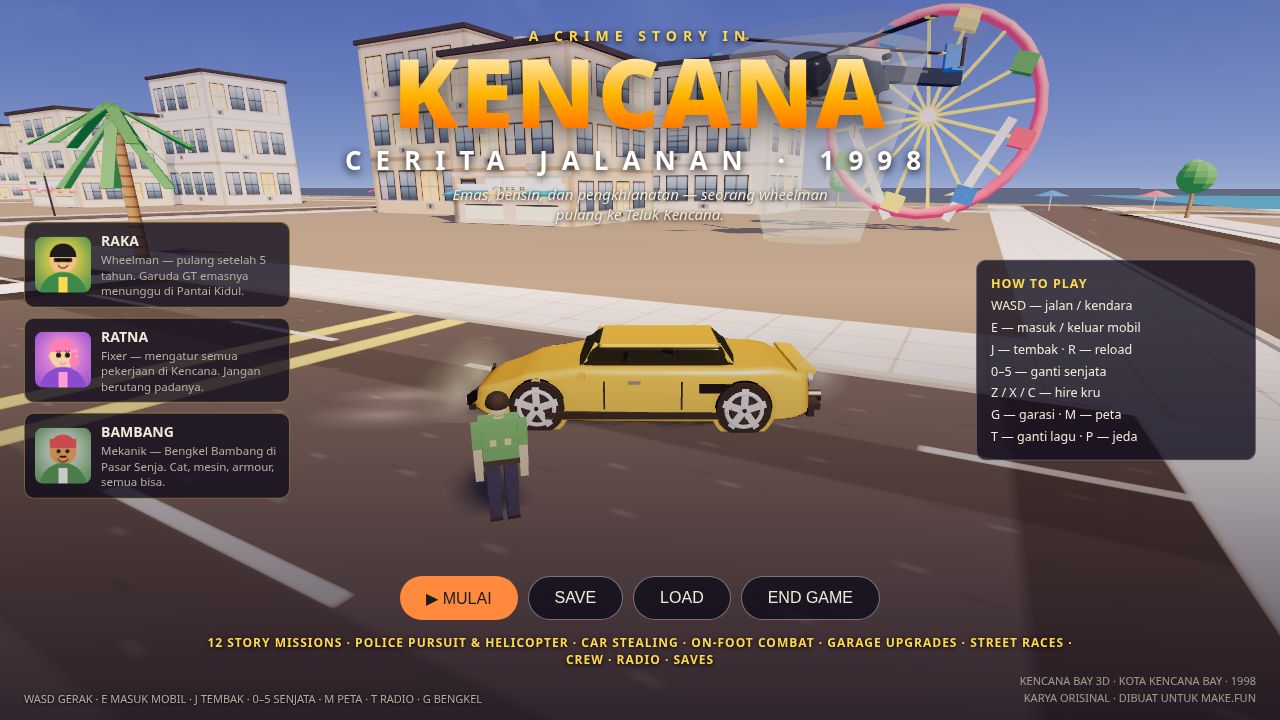 A CRIME STORY IN
KENCANA
CERITA JALANAN · 1998
Emas, bensin, dan pengkhianatan — seorang wheelman
pulang ke Teluk Kencana.
RAKA
Wheelman — pulang setelah 5
tahun. Garuda GT emasnya
menunggu di Pantai Kidul.
RATNA
Fixer — mengatur semua
pekerjaan di Kencana. Jangan
berutang padanya.
BAMBANG
Mekanik — Bengkel Bambang di
Pasar Senja. Cat, mesin, armour,
semua bisa.
HOW TO PLAY
WASD — jalan / kendara
E — masuk / keluar mobil
J — tembak · R — reload
0–5 — ganti senjata
Z / X / C — hire kru
G — garasi · M — peta
T — ganti lagu · P — jeda
▶ MULAI
SAVE
LOAD
END GAME
12 STORY MISSIONS · POLICE PURSUIT & HELICOPTER · CAR STEALING · ON-FOOT COMBAT · GARAGE UPGRADES · STREET RACES ·
CREW · RADIO · SAVES
WASD GERAK · E MASUK MOBIL · J TEMBAK · 0–5 SENJATA · M PETA · T RADIO · G BENGKEL
KENCANA BAY 3D · KOTA KENCANA BAY · 1998
KARYA ORISINAL · DIBUAT UNTUK MAKE.FUN